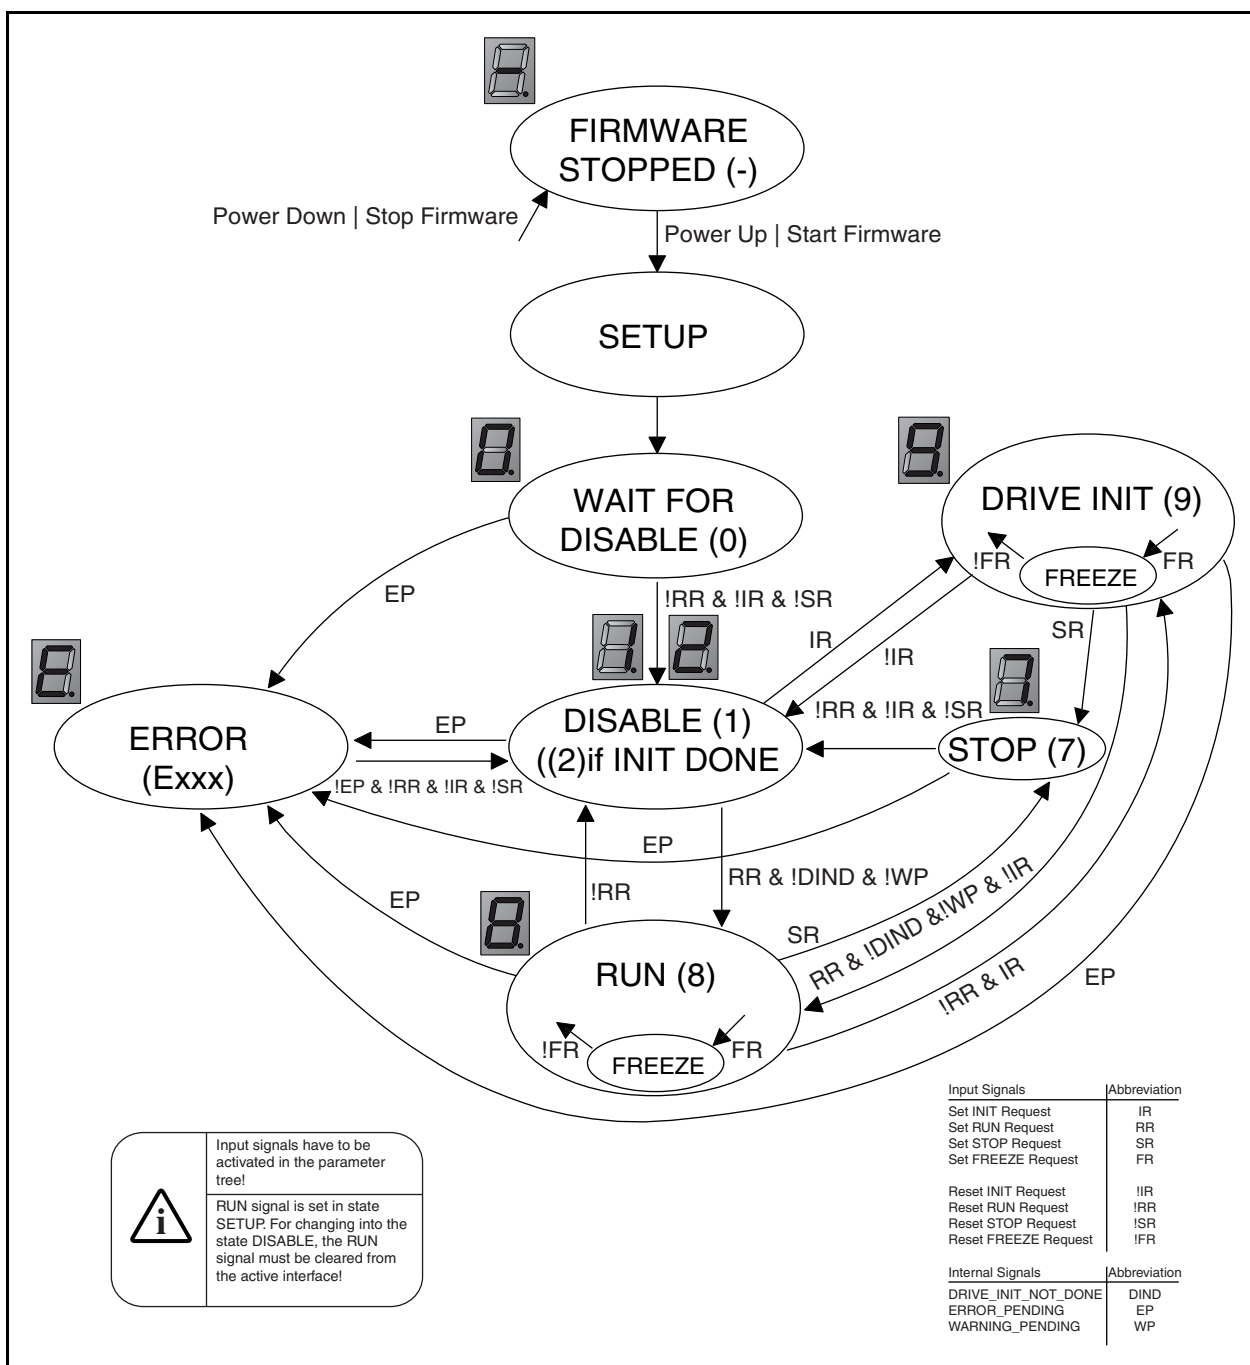 FIRMWARE
STOPPED (-)
Power Down | Stop Firmware
Power Up | Start Firmware
SETUP
WAIT FOR
DISABLE (0)
DRIVE INIT (9)
!FR
FR
FREEZE
EP
!RR & !IR & !SR
IR
!IR
SR
!RR & !IR & !SR
ERROR
(Exxx)
EP
!EP & !RR & !IR & !SR
DISABLE (1)
((2)if INIT DONE
STOP (7)
EP
EP
!RR
RR & !DIND & !WP
SR
RR & !DIND &!WP & !IR
!RR & IR
EP
RUN (8)
!FR
FR
FREEZE
Input Signals Abbreviation
Set INIT Request IR
Set RUN Request RR
Set STOP Request SR
Set FREEZE Request FR
Reset INIT Request !IR
Reset RUN Request !RR
Reset STOP Request !SR
Reset FREEZE Request !FR
Internal Signals Abbreviation
DRIVE_INIT_NOT_DONE DIND
ERROR_PENDING EP
WARNING_PENDING WP
i
Input signals have to be
activated in the parameter
tree!
RUN signal is set in state
SETUP. For changing into the
state DISABLE, the RUN
signal must be cleared from
the active interface!